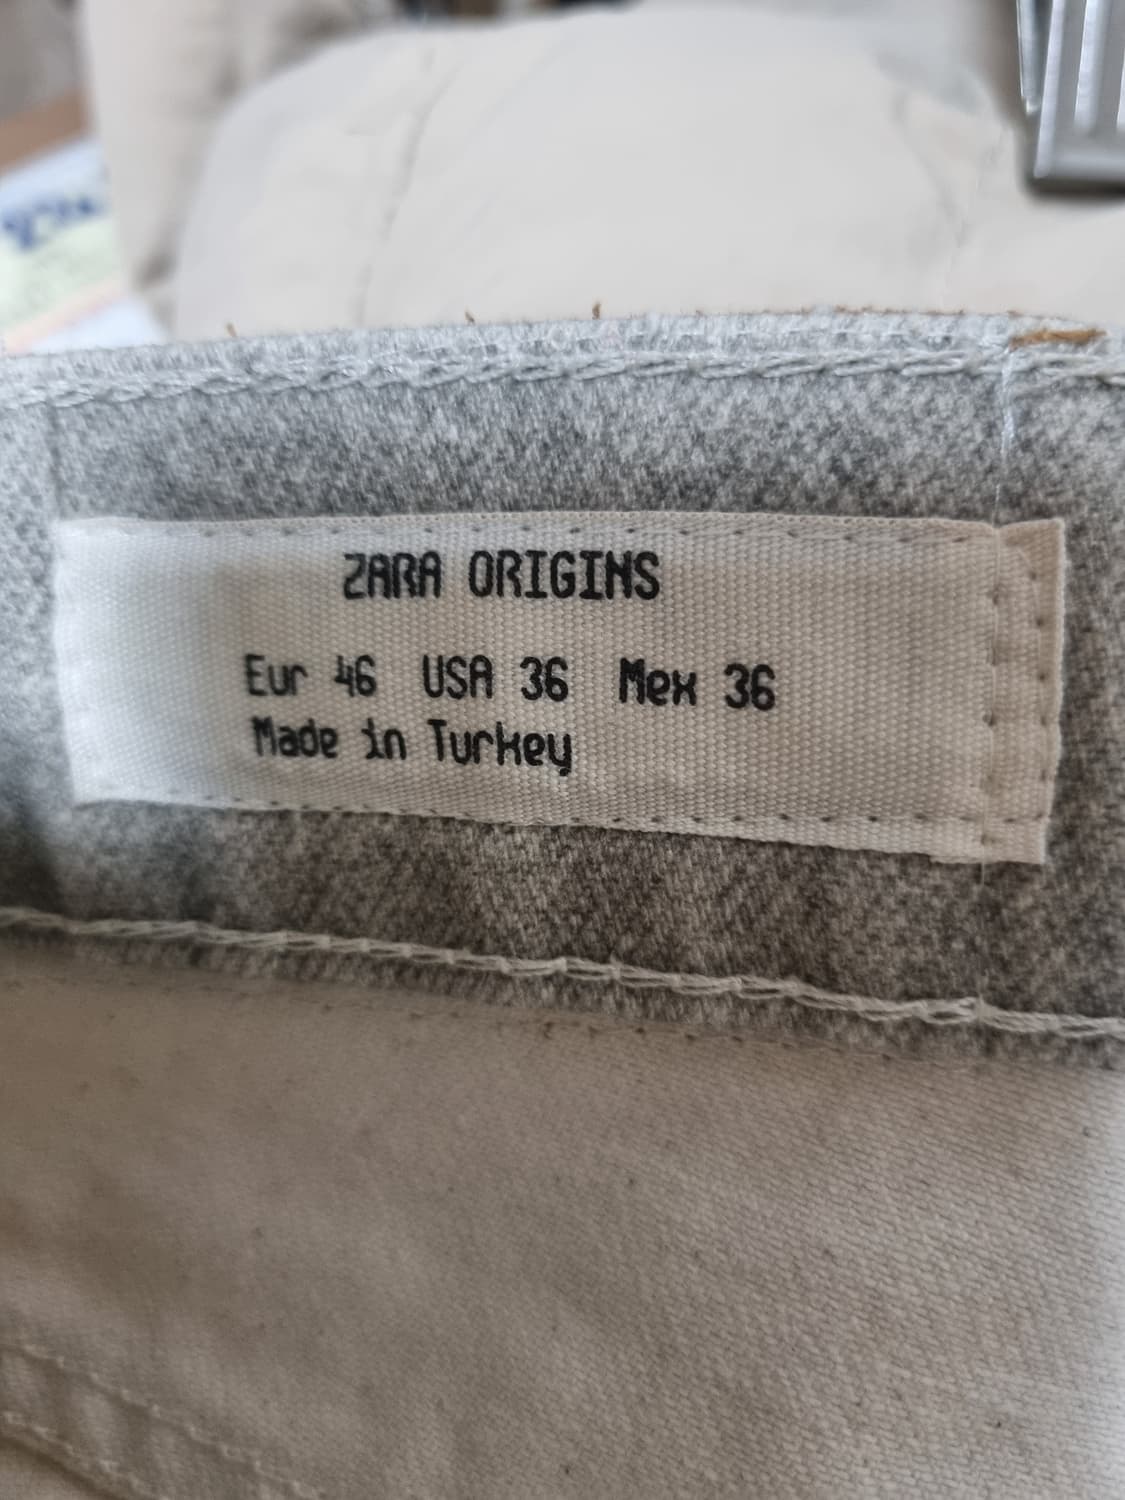 ZARA ORIGINS
Eur 46 USA 36 Mex 36
Made in Turkey